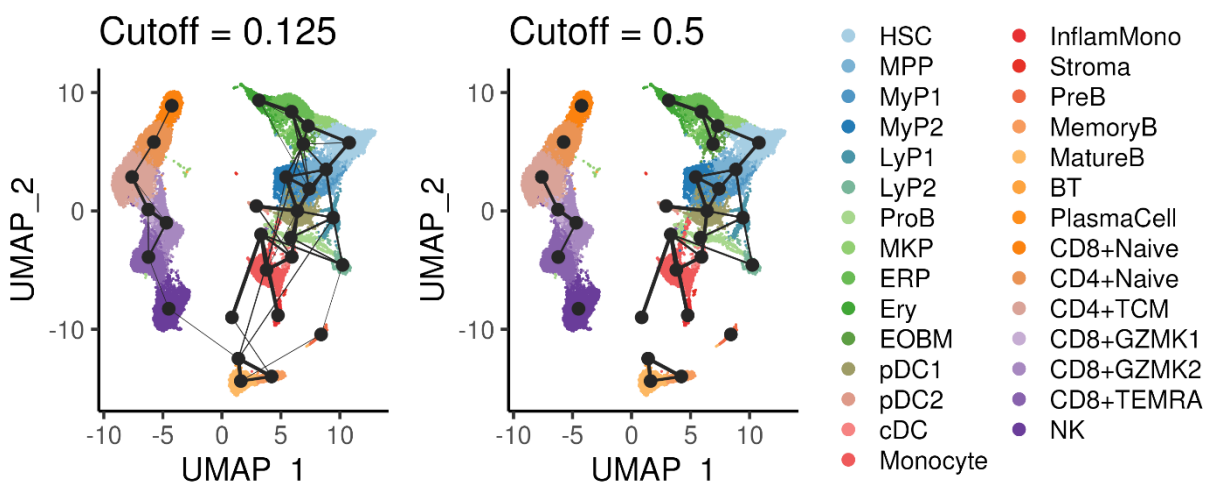 Cutoff = 0.125
UMAP_2
10
0
-10
-10
-5
0
5
10
UMAP_1
Cutoff = 0.5
UMAP_2
10
0
-10
-10
-5
0
5
10
UMAP_1
HSC
MPP
MyP1
MyP2
LyP1
LyP2
ProB
MKP
ERP
Ery
EOBM
pDC1
pDC2
cDC
Monocyte
InflamMono
Stroma
PreB
MemoryB
MatureB
BT
PlasmaCell
CD8+Naive
CD4+Naive
CD4+TCM
CD8+GZMK1
CD8+GZMK2
CD8+TEMRA
NK